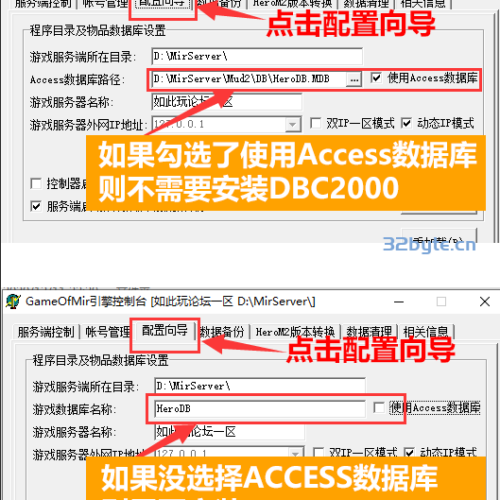 服务端控制 帐号管理 配置向导 数据备份 HeroM2版本转换 数据清理 相关信息
点击配置向导
程序目录及物品数据库设置
游戏服务端所在目录: D:\MirServer\
Access数据库路径: D:\MirServer\Mud2\DB\HeroDB.MDB ... 使用Access数据库
游戏服务器名称: 如此玩论坛一区
游戏服务器外网IP地址: 127.0.0.1 双IP一区模式 动态IP模式
如果勾选了使用Access数据库
则不需要安装DBC2000
控制器启
服务端启
重加载(R)
32byte.cn
GameOfMir引擎控制台 [如此玩论坛一区 D:\MirServer\]
服务端控制 帐号管理 配置向导 数据备份 HeroM2版本转换 数据清理 相关信息
点击配置向导
程序目录及物品数据库设置
游戏服务端所在目录: D:\MirServer\
游戏数据库名称: HeroDB 使用Access数据库
游戏服务器名称: 如此玩论坛一区
游戏服务器外网IP地 双IP一区模式 动态IP模式
如果没选择ACCESS数据库